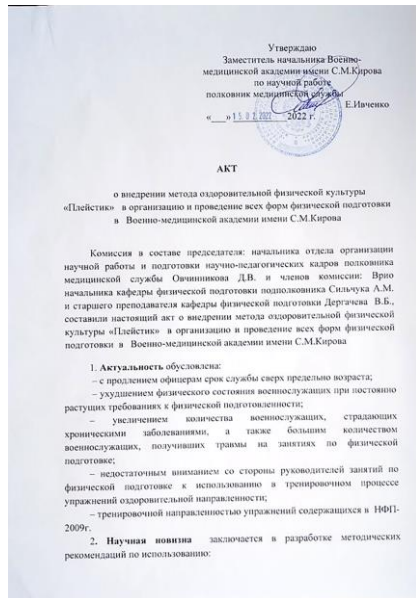 Утверждаю
Заместитель начальника Военно-
медицинской академии имени С.М.Кирова
по научной работе
полковник медицинской службы
Е.Ивченко
«___» 15 02 2022 2022 г.
АКТ
о внедрении метода оздоровительной физической культуры
«Плейстик» в организацию и проведение всех форм физической подготовки
в Военно-медицинской академии имени С.М.Кирова
Комиссия в составе председателя: начальника отдела организации
научной работы и подготовки научно-педагогических кадров полковника
медицинской службы Овчинникова Д.В. и членов комиссии: Врио
начальника кафедры физической подготовки подполковника Сильчука А.М.
и старшего преподавателя кафедры физической подготовки Дергачева В.Б.,
составили настоящий акт о внедрении метода оздоровительной физической
культуры «Плейстик» в организацию и проведение всех форм физической
подготовки в Военно-медицинской академии имени С.М.Кирова
1. Актуальность обусловлена:
– с продлением офицерам срок службы сверх предельно возраста;
– ухудшением физического состояния военнослужащих при постоянно
растущих требованиях к физической подготовленности;
– увеличением количества военнослужащих, страдающих
хроническими заболеваниями, а также большим количеством
военнослужащих, получивших травмы на занятиях по физической
подготовке;
– недостаточным вниманием со стороны руководителей занятий по
физической подготовке к использованию в тренировочном процессе
упражнений оздоровительной направленности;
– тренировочной направленностью упражнений содержащихся в НФП-
2009г.
2. Научная новизна заключается в разработке методических
рекомендаций по использованию: